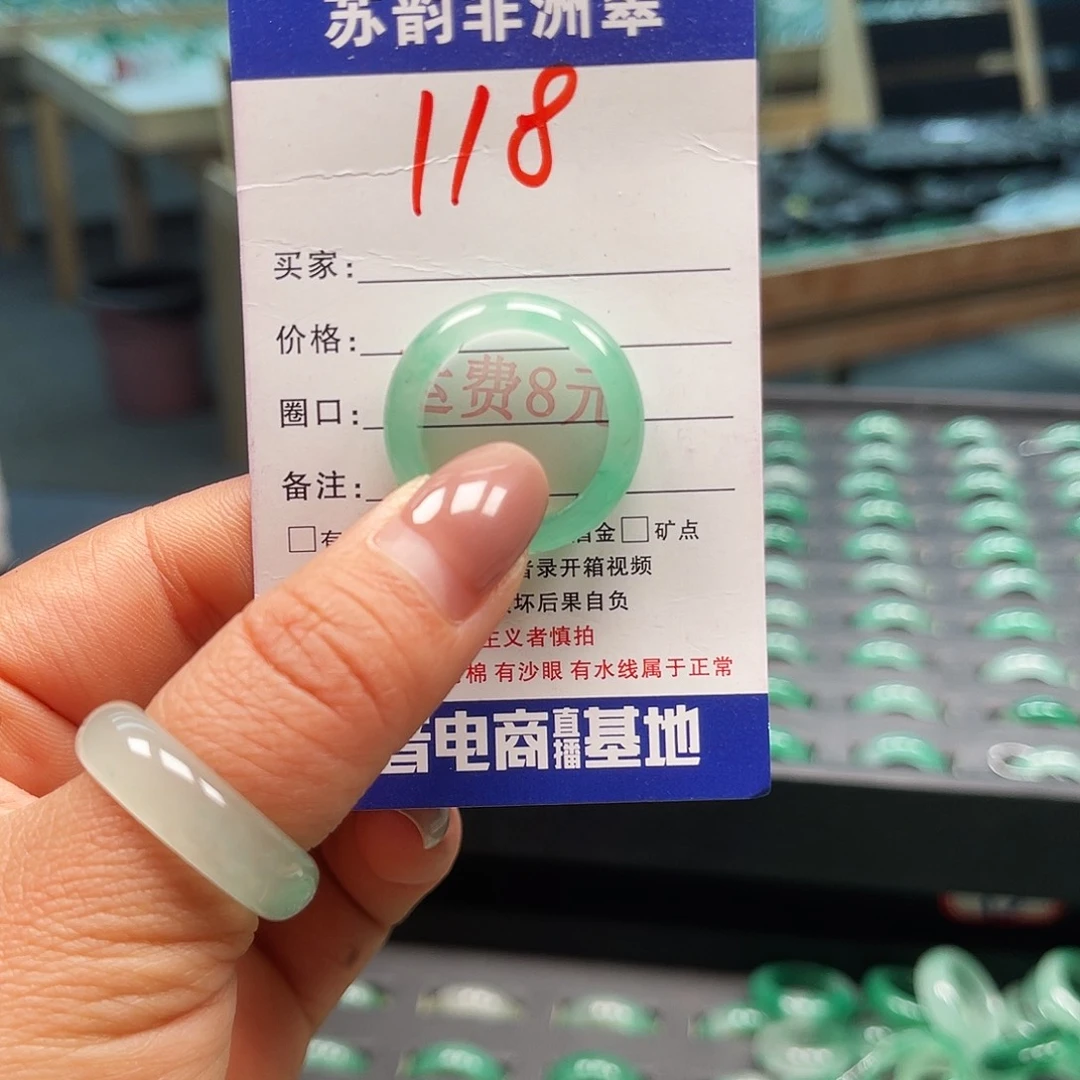 苏韵非洲翠
118
买家:
价格:
运费8元
圈口:
备注:
有
金 矿点
录开箱视频
坏后果自负
主义者慎拍
棉 有沙眼 有水线属于正常
电商直播基地